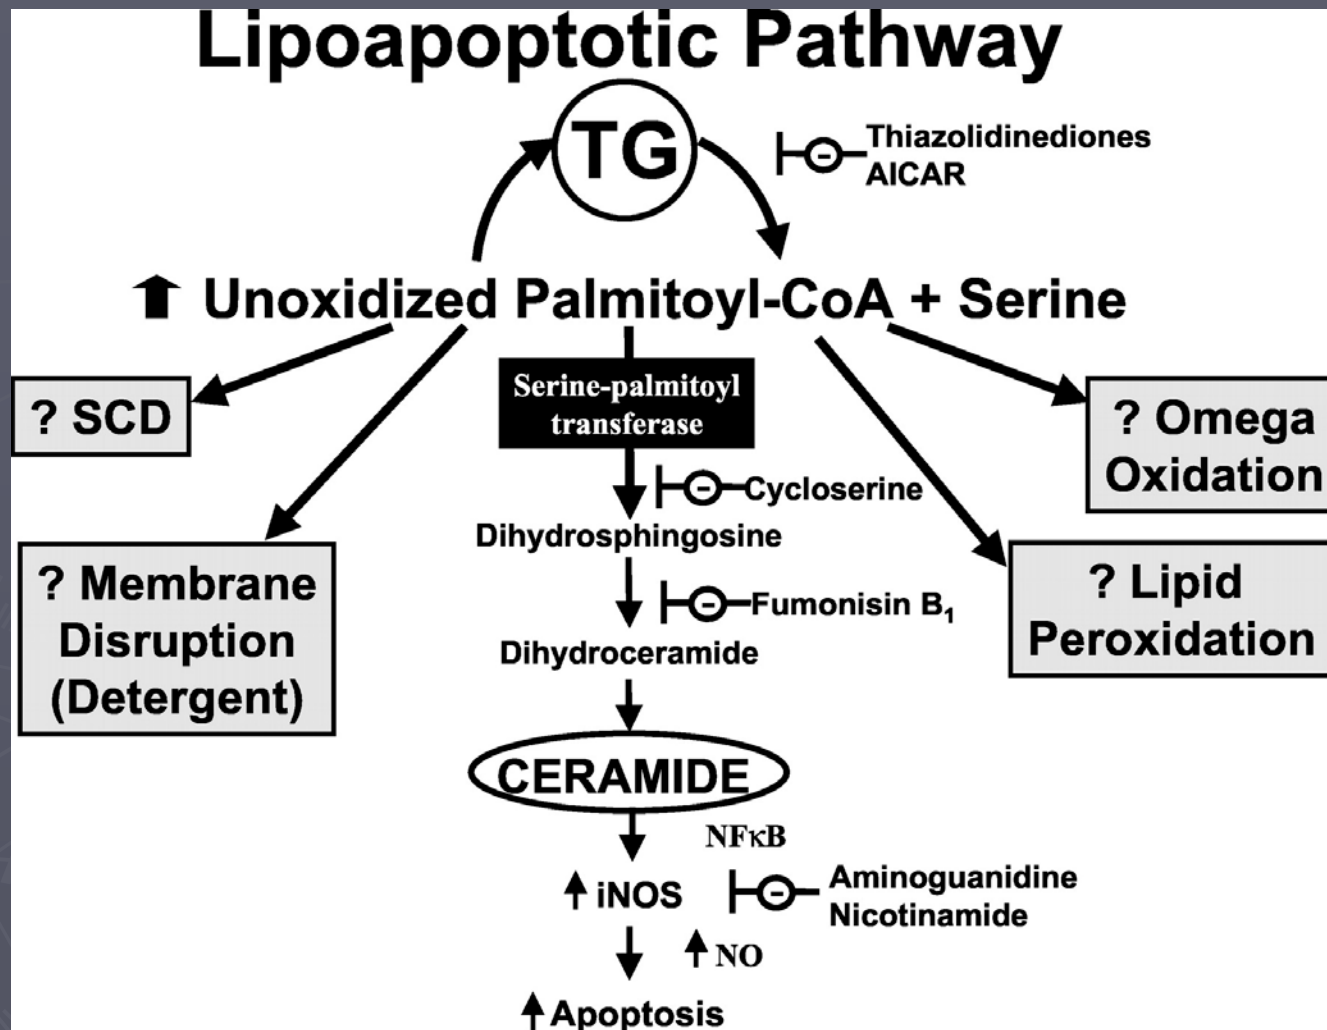 Lipoapoptotic Pathway
TG
Thiazolidinediones
AICAR
Unoxidized Palmitoyl-CoA + Serine
Serine-palmitoyl
transferase
? SCD
? Omega
Oxidation
Cycloserine
Dihydrosphingosine
? Membrane
Disruption
(Detergent)
Fumonisin B₁
? Lipid
Peroxidation
Dihydroceramide
CERAMIDE
NFκB
iNOS
Aminoguanidine
Nicotinamide
NO
Apoptosis